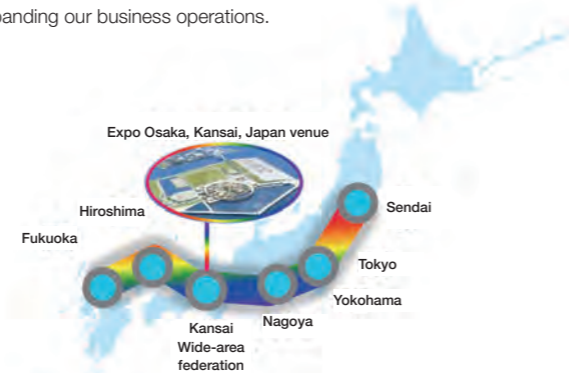 panding our business operations.
Expo Osaka, Kansai, Japan venue
Hiroshima
Sendai
Fukuoka
Tokyo
Yokohama
Nagoya
Kansai
Wide-area
federation